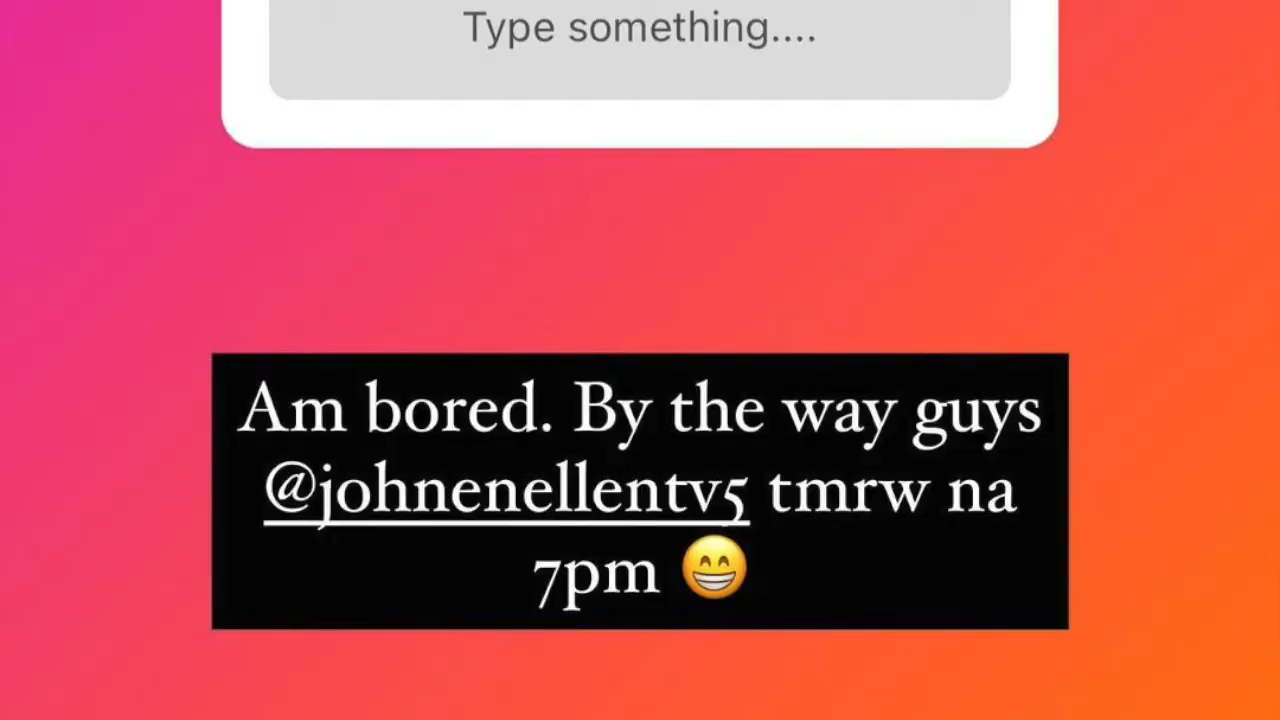 Type something....
Am bored. By the way guys
@johnenellentv5 tmrw na
7pm 😁